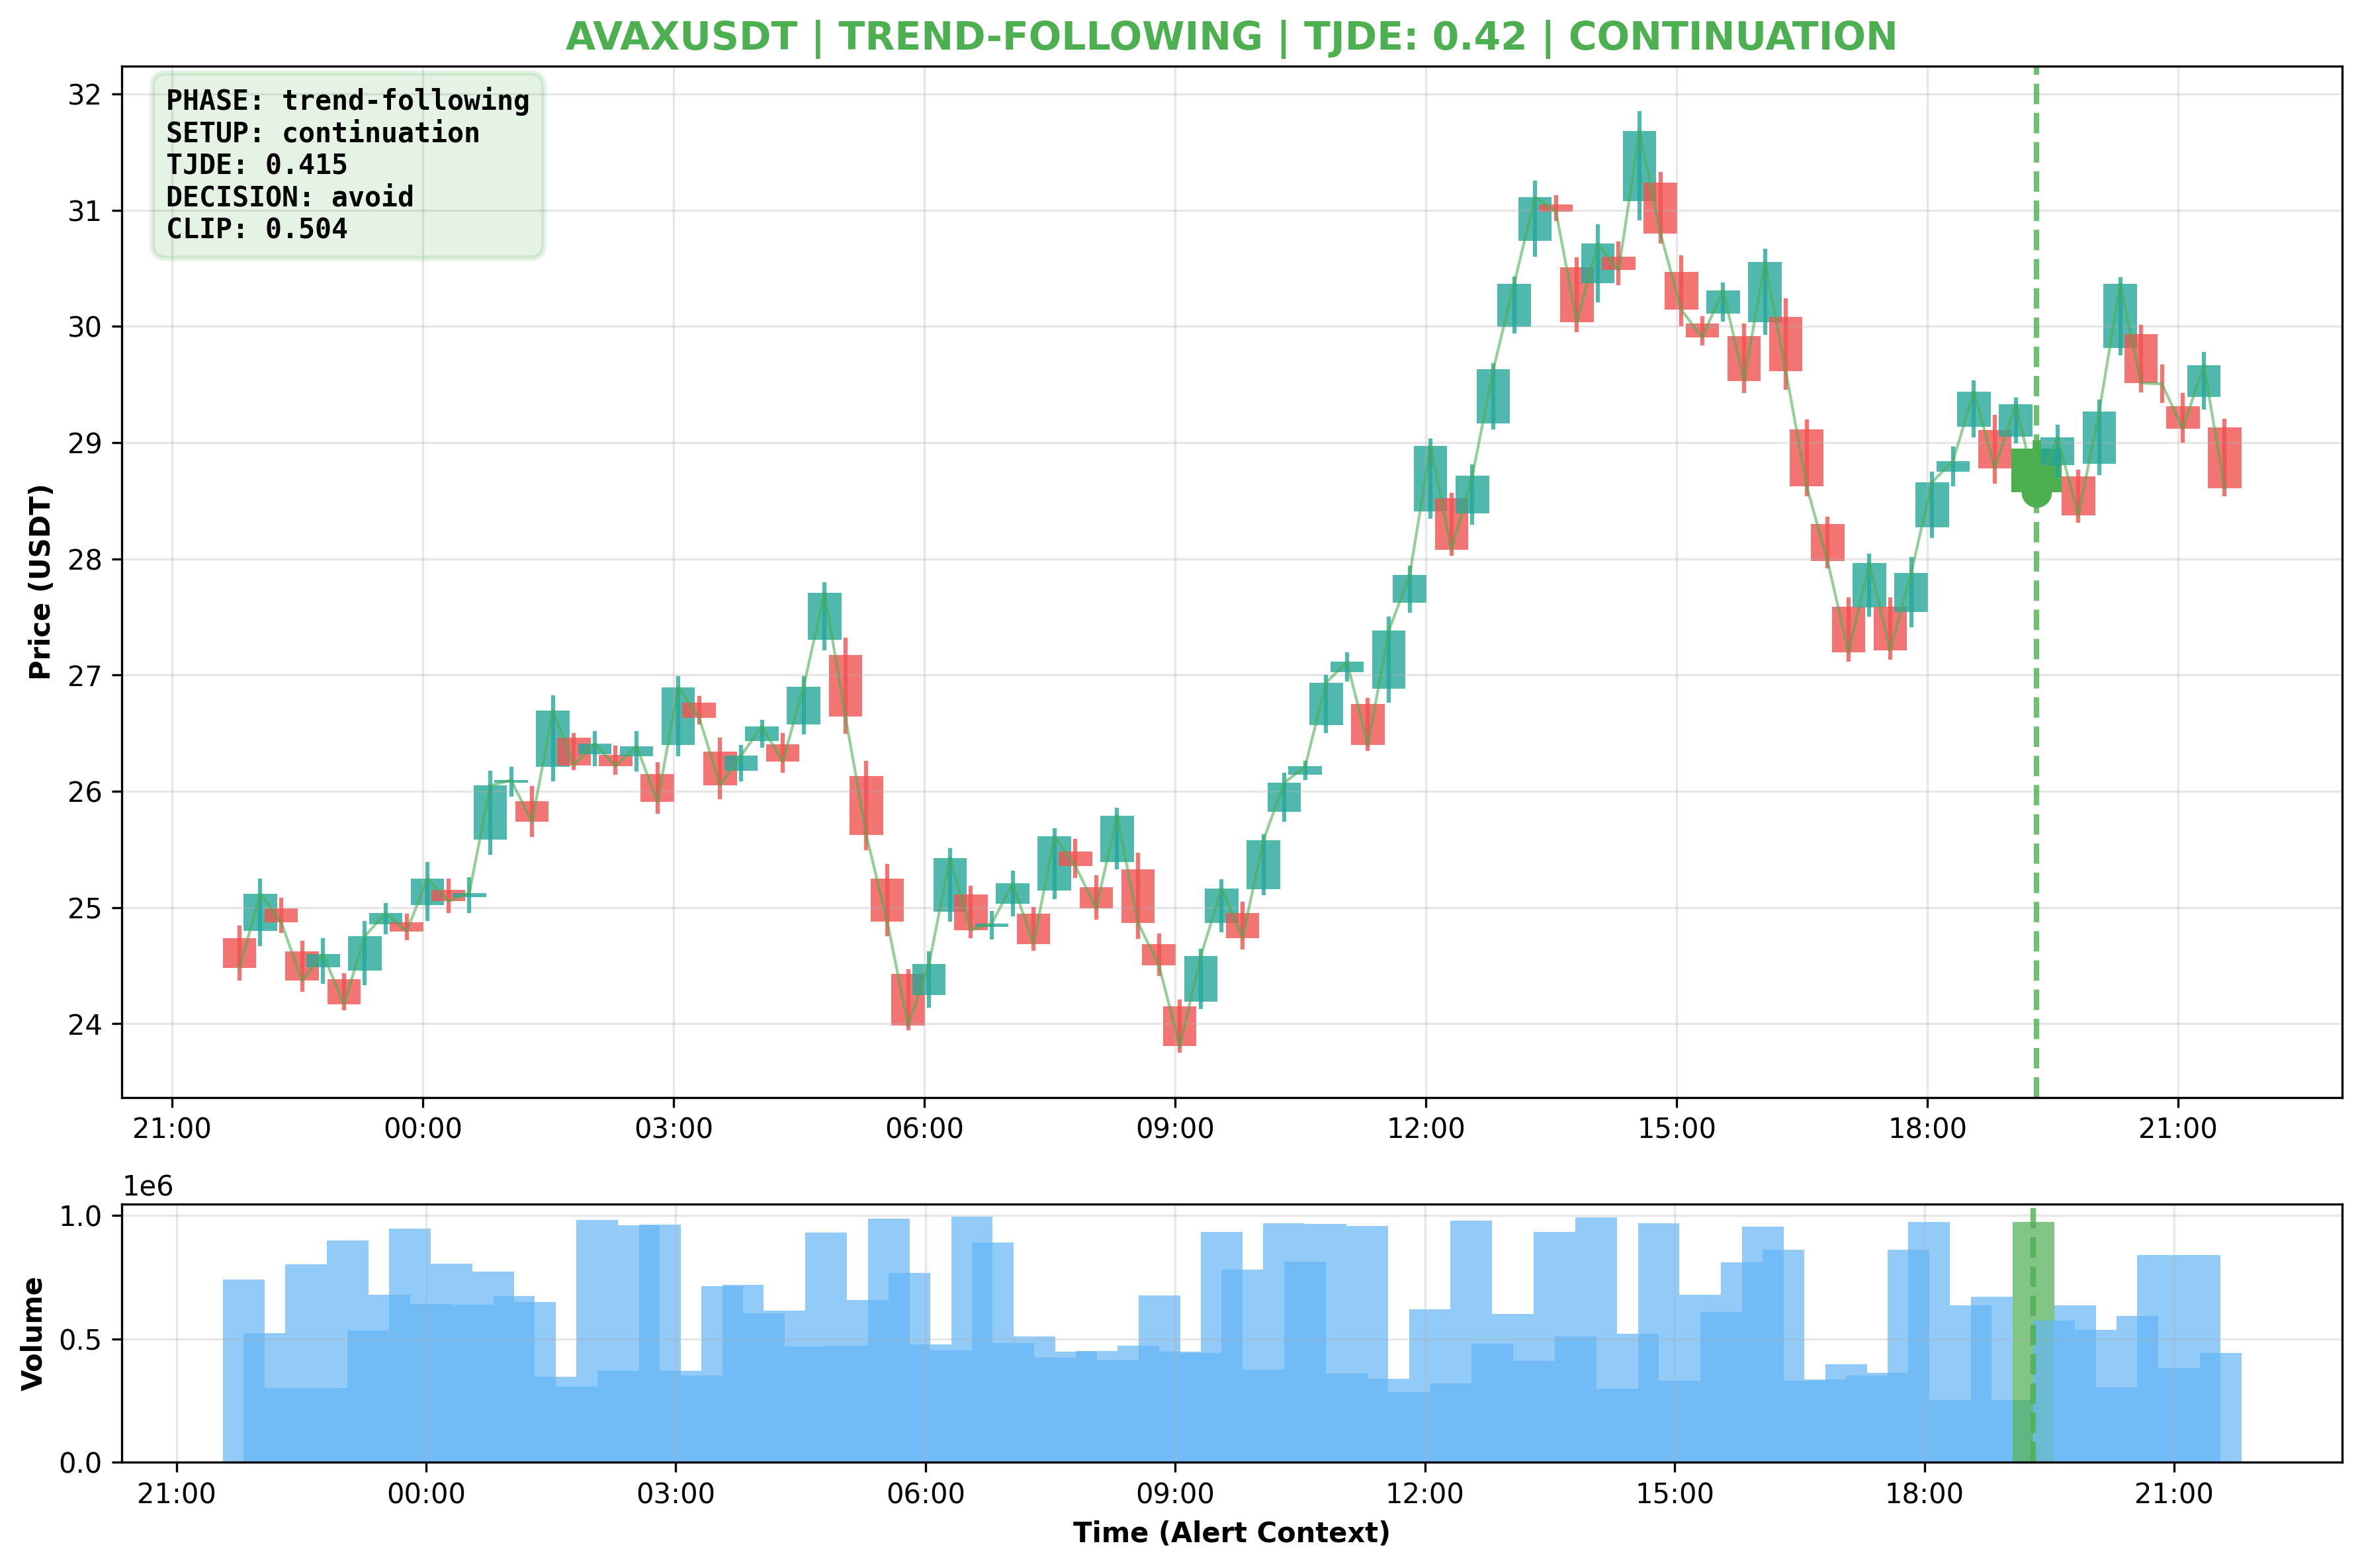 AVAXUSDT | TREND-FOLLOWING | TJDE: 0.42 | CONTINUATION
PHASE: trend-following
SETUP: continuation
TJDE: 0.415
DECISION: avoid
CLIP: 0.504
Price (USDT)
32
31
30
29
28
27
26
25
24
21:00 00:00 03:00 06:00 09:00 12:00 15:00 18:00 21:00
1e6
Volume
1.0
0.5
0.0
21:00 00:00 03:00 06:00 09:00 12:00 15:00 18:00 21:00
Time (Alert Context)